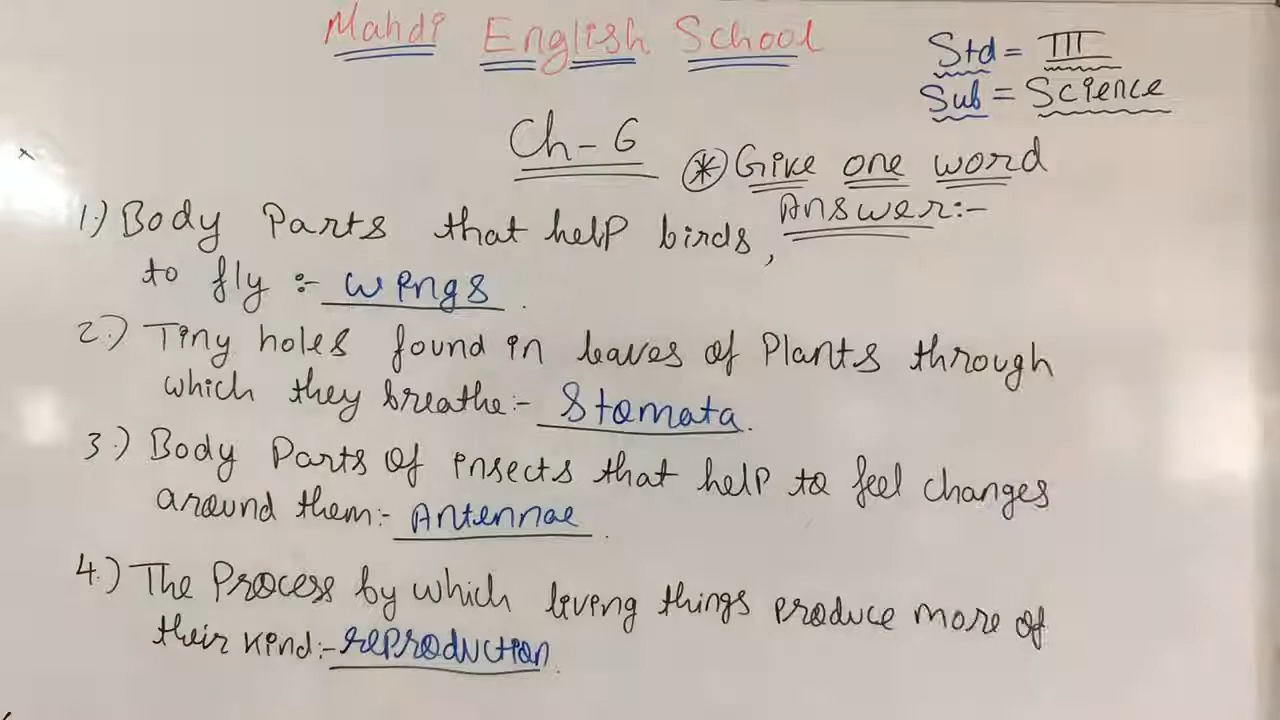 Mahdi English School
Std = III
Sub = Science
Ch - 6
* Give one word
Answer:-
1.) Body Parts that help birds,
to fly :- wings.
2.) Tiny holes found in leaves of Plants through
which they breathe:- Stomata.
3.) Body Parts of insects that help to feel changes
around them:- Antennae.
4.) The Process by which living things produce more of
their kind:- reproduction.